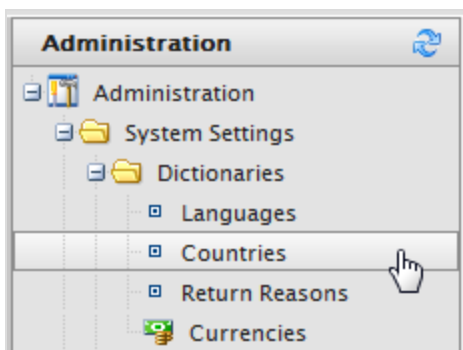 Administration
Administration
System Settings
Dictionaries
Languages
Countries
Return Reasons
Currencies